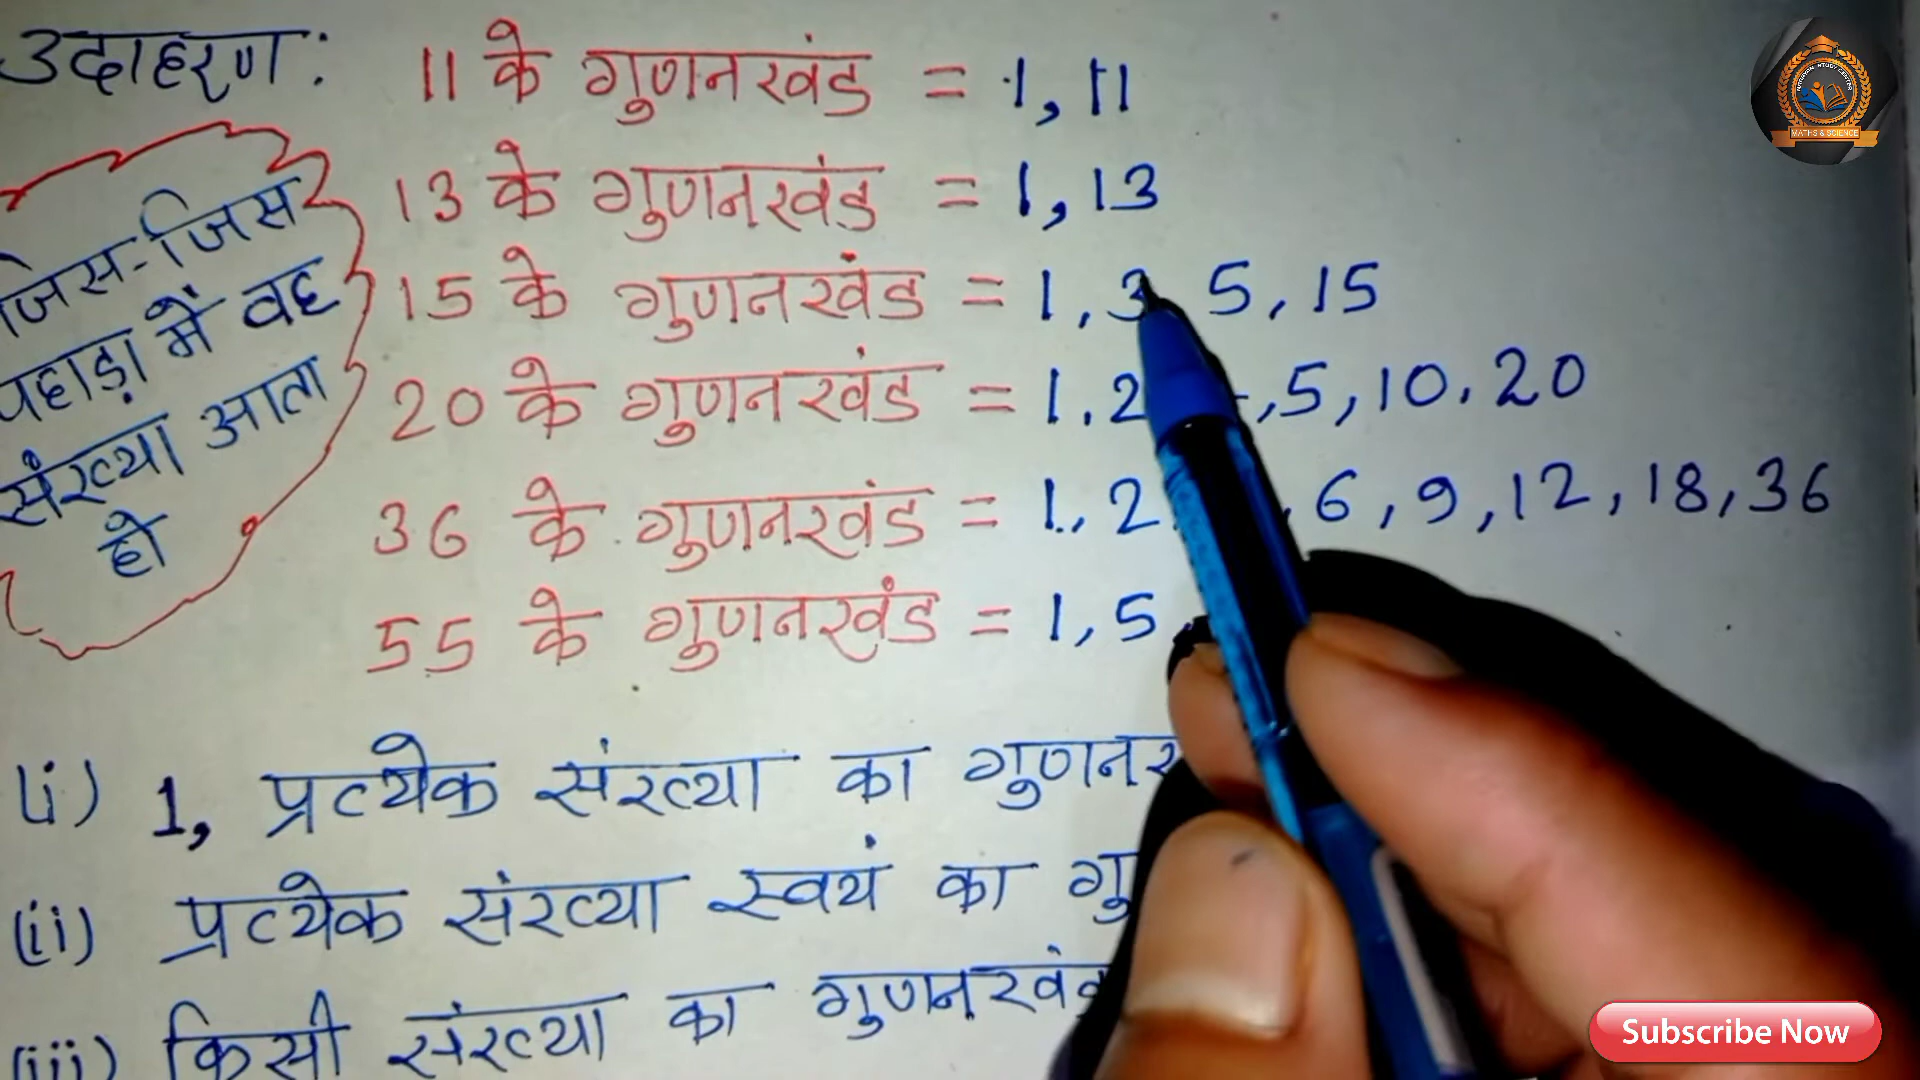 उदाहरण: 11 के गुणनखंड = 1, 11
13 के गुणनखंड = 1, 13
15 के गुणनखंड = 1, 3 5, 15
20 के गुणनखंड = 1, 2 , 5, 10, 20
36 के गुणनखंड = 1, 2 , 6, 9, 12, 18, 36
55 के गुणनखंड = 1, 5
जिस-जिस
पहाड़ा में वह
संख्या आता
हो
(i) 1, प्रत्येक संख्या का
(ii) प्रत्येक संख्या स्वयं का
(iii) किसी संख्या का गुणनखंड
MATHS & SCIENCE
Subscribe Now